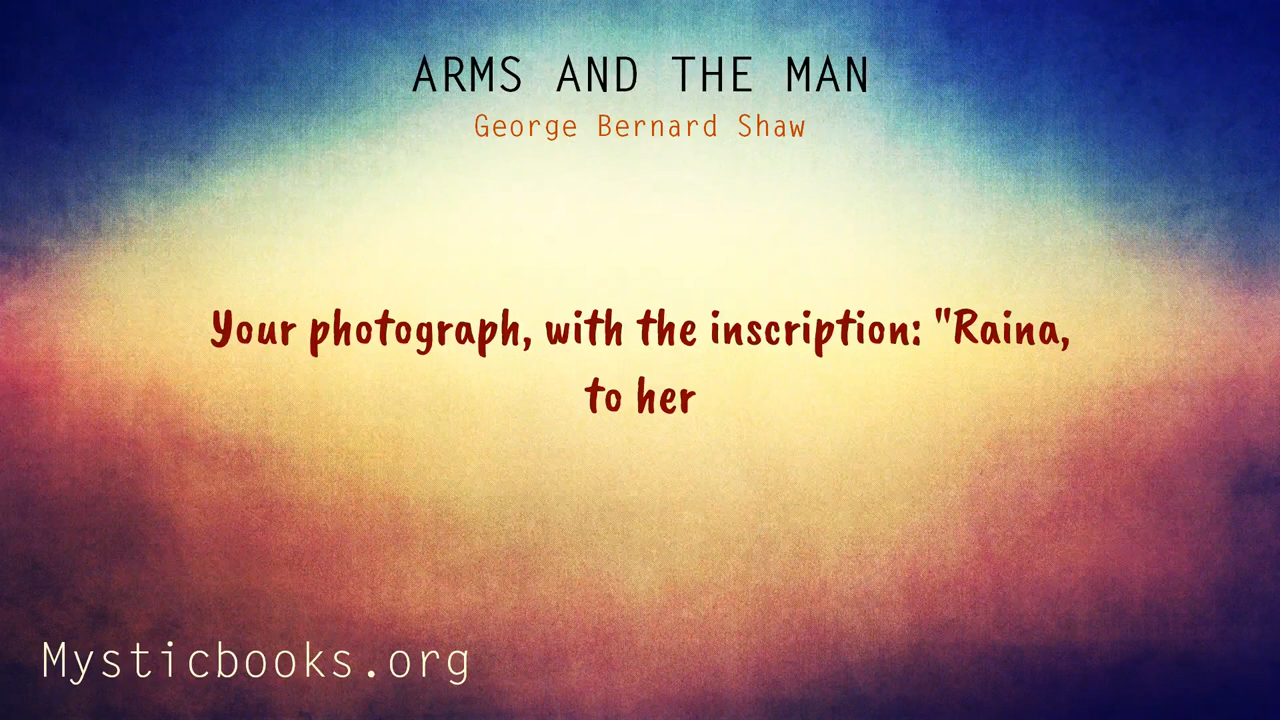 ARMS AND THE MAN
George Bernard Shaw
Your photograph, with the inscription: "Raina,
to her
Mysticbooks.org